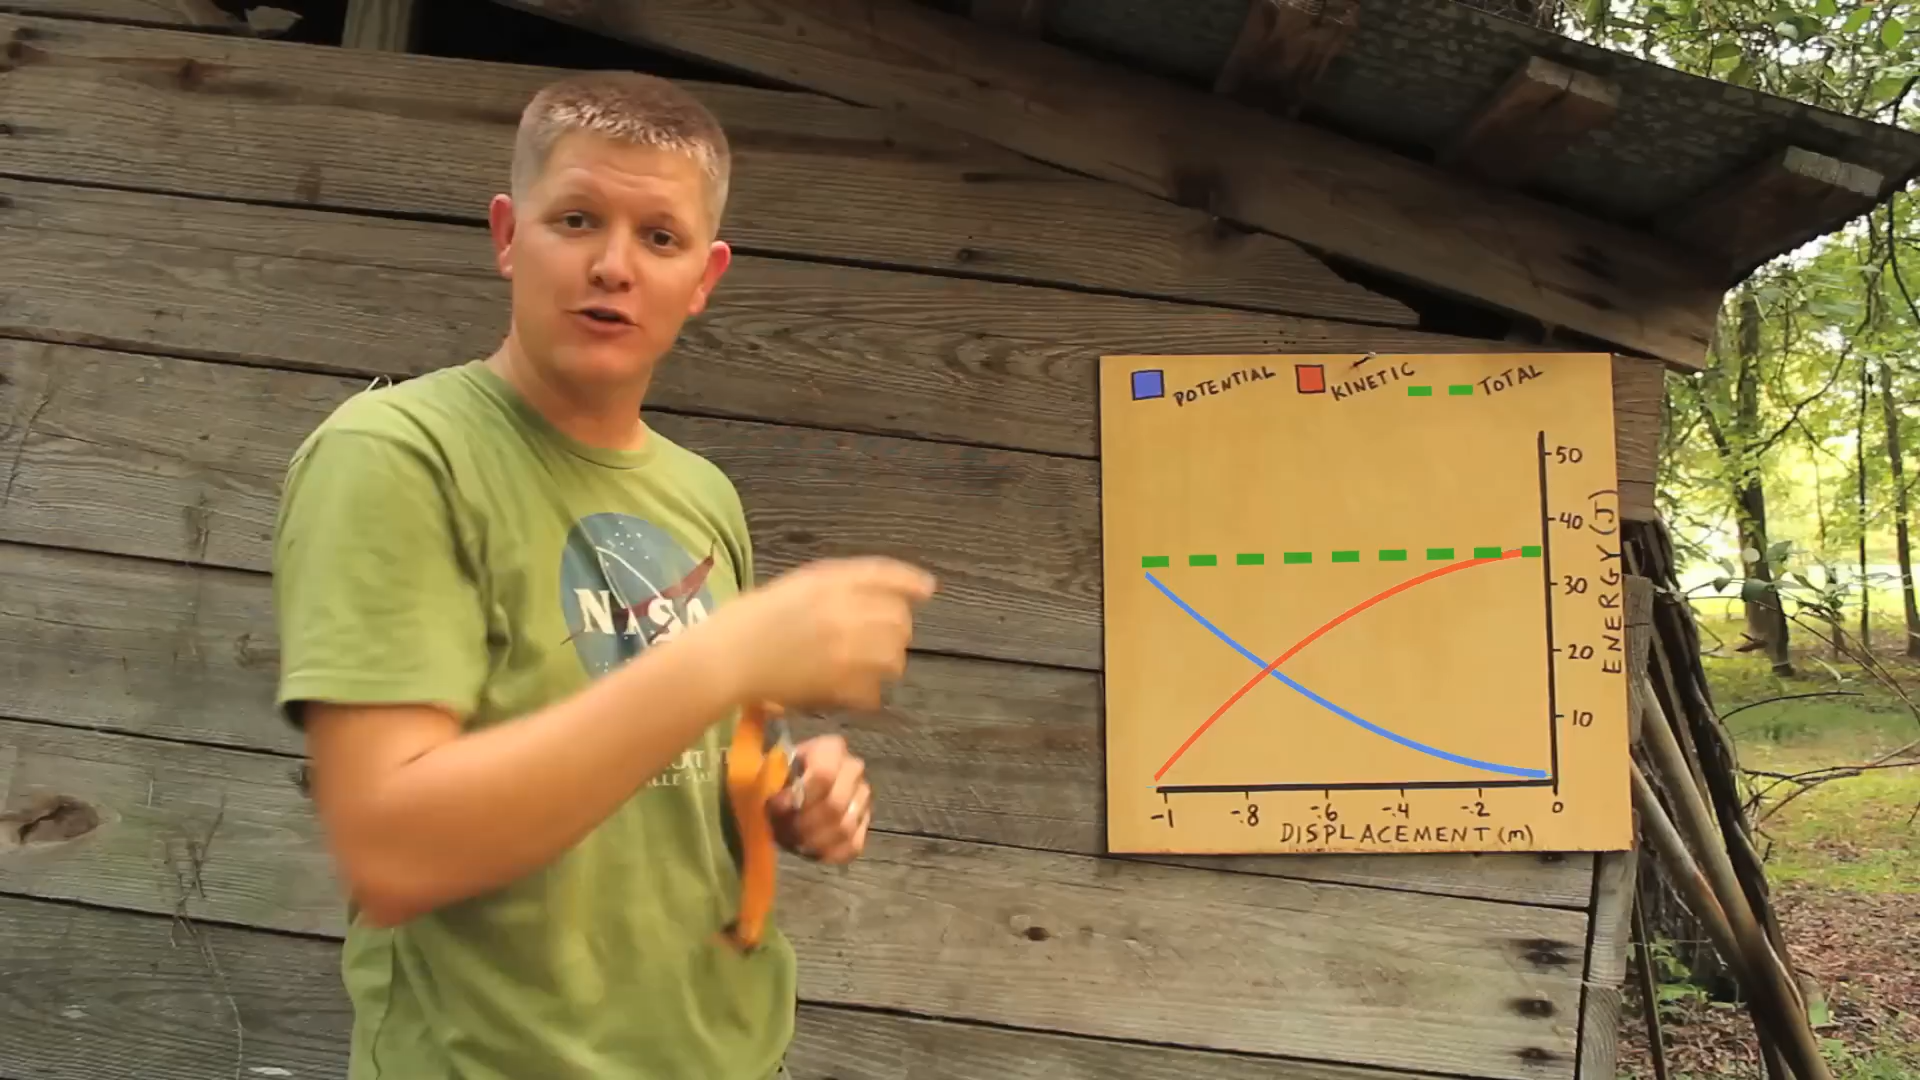 POTENTIAL
KINETIC
TOTAL
50
40
30
20
10
ENERGY (J)
-1
-.8
-.6
-.4
-.2
0
DISPLACEMENT (m)
NASA